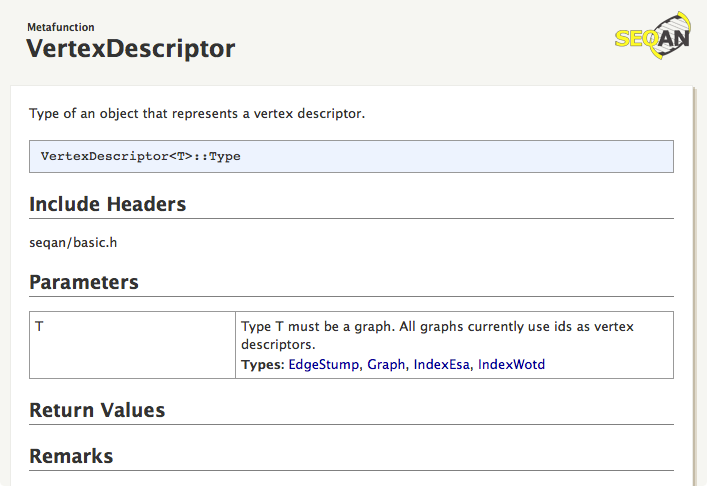 Metafunction
VertexDescriptor
SEQAN
Type of an object that represents a vertex descriptor.
VertexDescriptor<T>::Type
Include Headers
seqan/basic.h
Parameters
T
Type T must be a graph. All graphs currently use ids as vertex
descriptors.
Types: EdgeStump, Graph, IndexEsa, IndexWotd
Return Values
Remarks